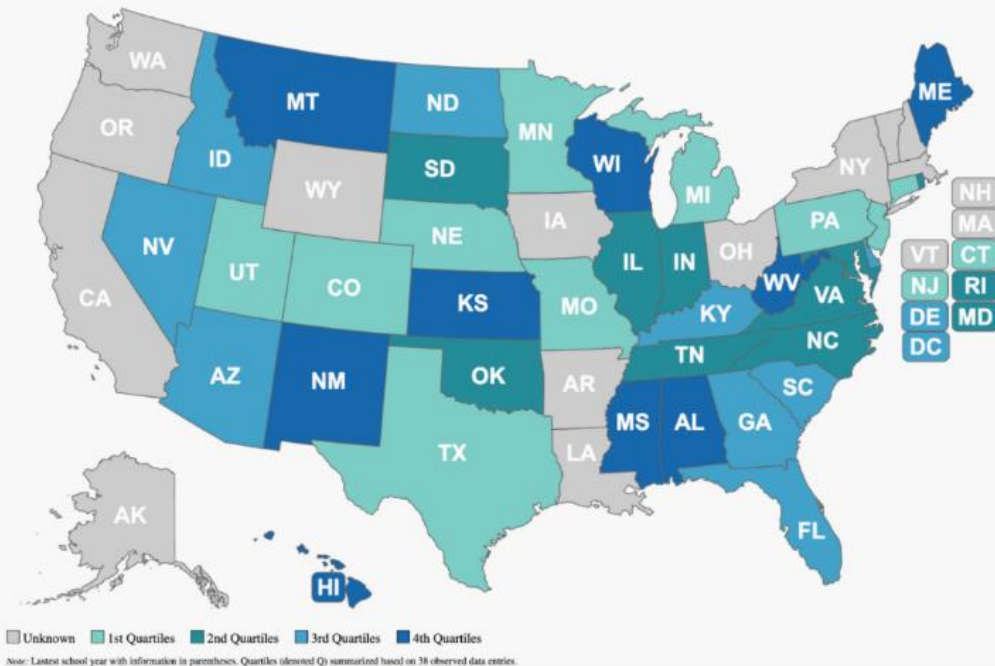 WA
MT
ND
MN
ME
OR
ID
SD
WI
MI
NY
WY
NH
IA
NE
PA
MA
NV
UT
CO
IL
IN
OH
VT
CT
CA
KS
MO
WV
VA
NJ
RI
KY
DE
MD
TN
NC
DC
AZ
NM
OK
AR
SC
MS
AL
GA
TX
LA
AK
FL
HI
Unknown 1st Quartiles 2nd Quartiles 3rd Quartiles 4th Quartiles
Note: Lastest school year with information in parentheses. Quartiles (denoted Q) summarized based on 38 observed data entries.